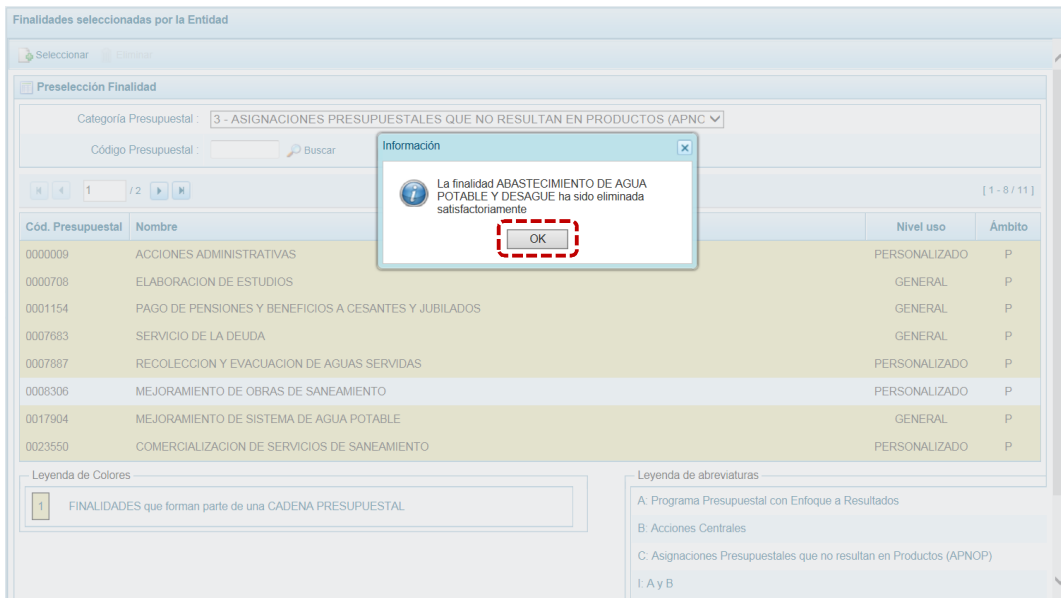 Finalidades seleccionadas por la Entidad
Seleccionar Eliminar
Preselección Finalidad
Categoría Presupuestal : 3 - ASIGNACIONES PRESUPUESTALES QUE NO RESULTAN EN PRODUCTOS (APNC
Código Presupuestal : Buscar
Información
La finalidad ABASTECIMIENTO DE AGUA
POTABLE Y DESAGUE ha sido eliminada
satisfactoriamente
OK
1 / 2 [ 1 - 8 / 11 ]
Cód. Presupuestal Nombre Nivel uso Ámbito
0000009 ACCIONES ADMINISTRATIVAS PERSONALIZADO P
0000708 ELABORACION DE ESTUDIOS GENERAL P
0001154 PAGO DE PENSIONES Y BENEFICIOS A CESANTES Y JUBILADOS GENERAL P
0007683 SERVICIO DE LA DEUDA GENERAL P
0007887 RECOLECCION Y EVACUACION DE AGUAS SERVIDAS PERSONALIZADO P
0008306 MEJORAMIENTO DE OBRAS DE SANEAMIENTO PERSONALIZADO P
0017904 MEJORAMIENTO DE SISTEMA DE AGUA POTABLE GENERAL P
0023550 COMERCIALIZACION DE SERVICIOS DE SANEAMIENTO PERSONALIZADO P
Leyenda de Colores
1 FINALIDADES que forman parte de una CADENA PRESUPUESTAL
Leyenda de abreviaturas
A: Programa Presupuestal con Enfoque a Resultados
B: Acciones Centrales
C: Asignaciones Presupuestales que no resultan en Productos (APNOP)
I: A y B